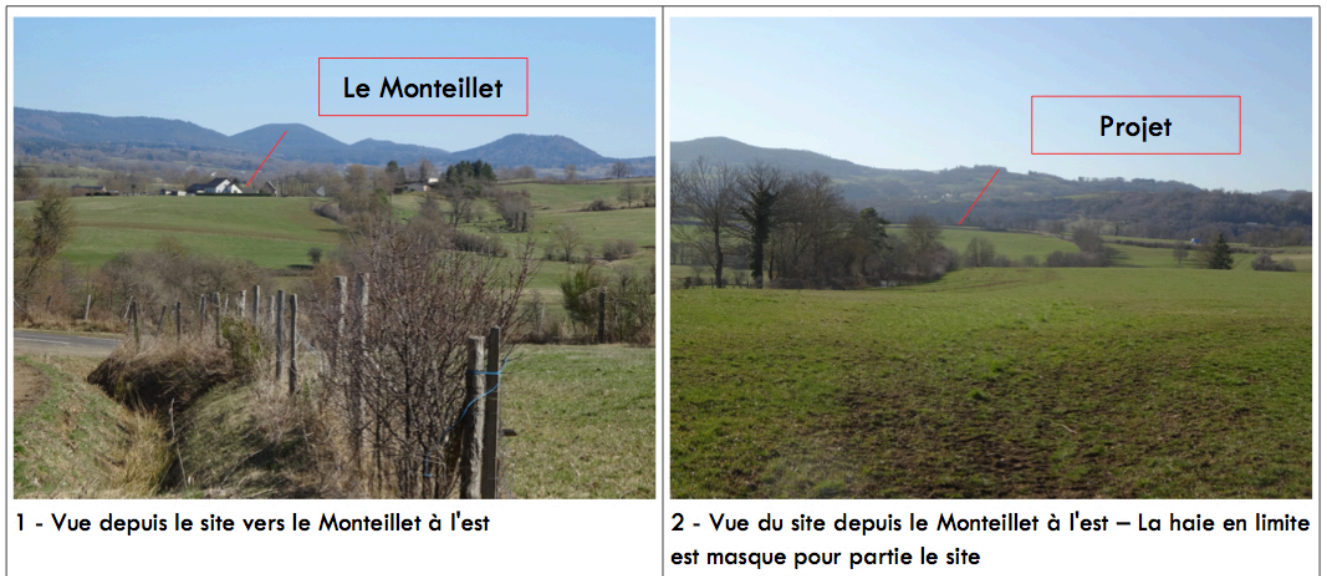 Le Monteillet
Projet
1 - Vue depuis le site vers le Monteillet à l'est
2 - Vue du site depuis le Monteillet à l'est – La haie en limite
est masque pour partie le site